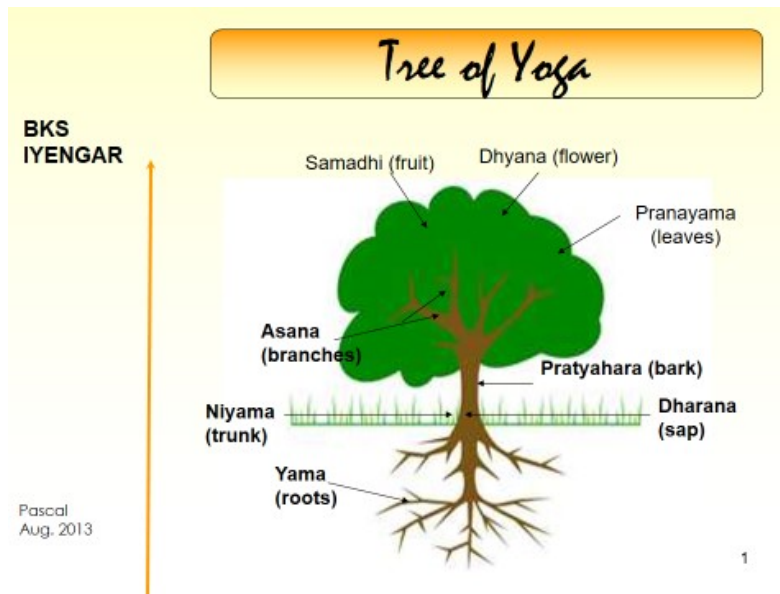 Tree of Yoga
BKS
IYENGAR
Samadhi (fruit)
Dhyana (flower)
Pranayama
(leaves)
Asana
(branches)
Pratyahara (bark)
Niyama
(trunk)
Dharana
(sap)
Yama
(roots)
Pascal
Aug, 2013
1